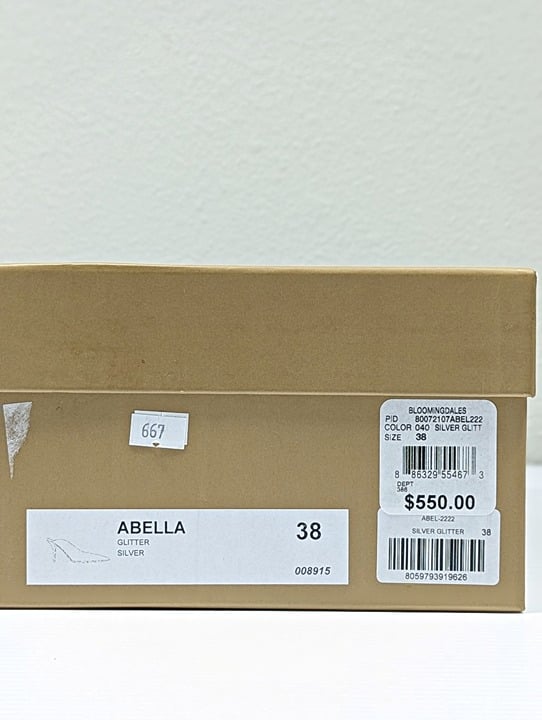 667
ABELLA
GLITTER
SILVER
38
008915
BLOOMINGDALES
PID 80072107ABEL222
COLOR 040 SILVER GLITT
SIZE 38
8 86329 55467 3
DEPT
386
$550.00
ABEL-2222
SILVER GLITTER 38
8059793919626